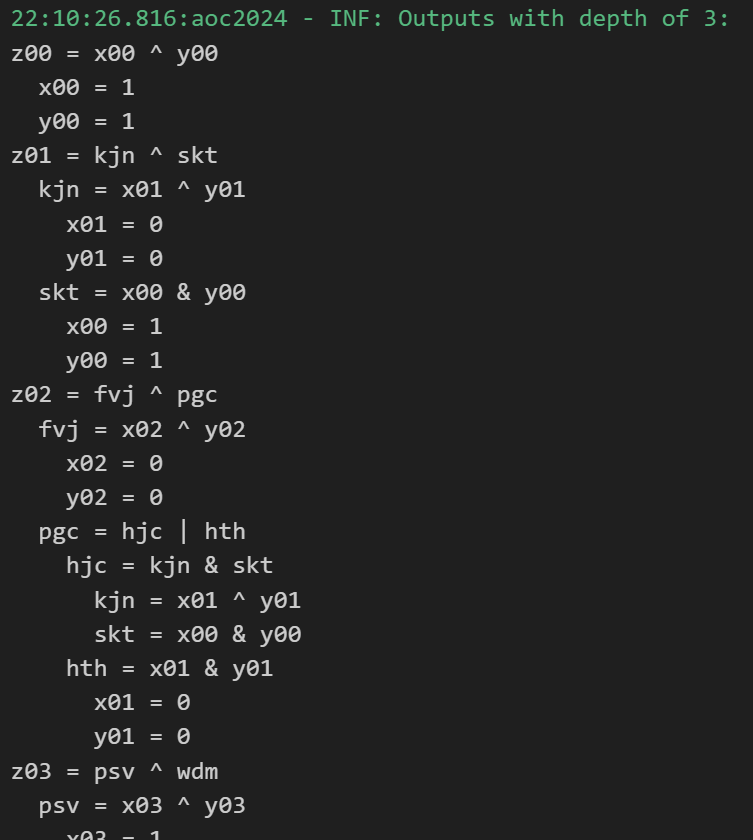 22:10:26.816:aoc2024 - INF: Outputs with depth of 3:
z00 = x00 ^ y00
  x00 = 1
  y00 = 1
z01 = kjn ^ skt
  kjn = x01 ^ y01
    x01 = 0
    y01 = 0
  skt = x00 & y00
    x00 = 1
    y00 = 1
z02 = fvj ^ pgc
  fvj = x02 ^ y02
    x02 = 0
    y02 = 0
  pgc = hjc | hth
    hjc = kjn & skt
      kjn = x01 ^ y01
      skt = x00 & y00
    hth = x01 & y01
      x01 = 0
      y01 = 0
z03 = psv ^ wdm
  psv = x03 ^ y03
    x03 = 1